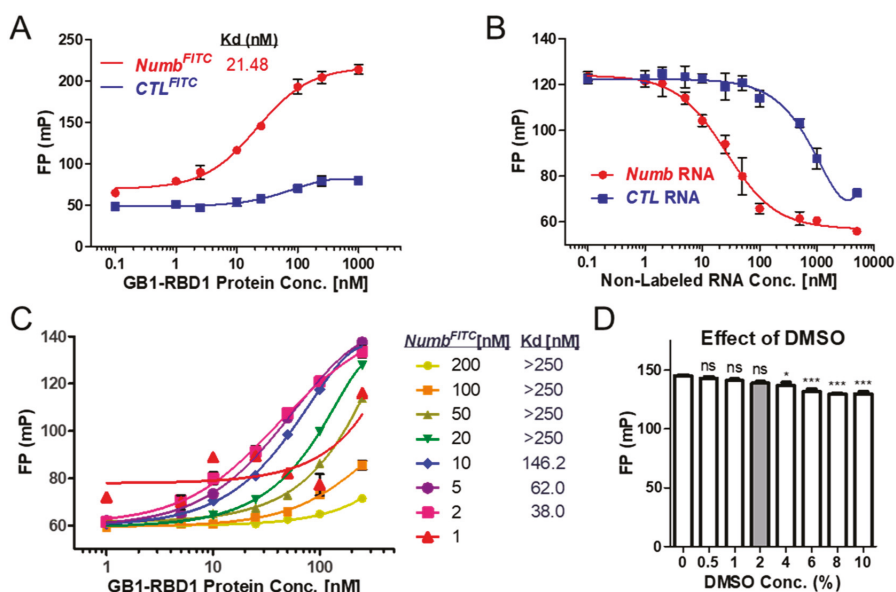 A
Kd (nM)
Numb^FITC 21.48
CTL^FITC
FP (mP)
250
200
150
100
50
0
0.1 1 10 100 1000
GB1-RBD1 Protein Conc. [nM]
B
FP (mP)
140
120
100
80
60
Numb RNA
CTL RNA
0.1 1 10 100 1000 10000
Non-Labeled RNA Conc. [nM]
C
FP (mP)
140
120
100
80
60
1 10 100
GB1-RBD1 Protein Conc. [nM]
Numb^FITC [nM] Kd [nM]
200 >250
100 >250
50 >250
20 >250
10 146.2
5 62.0
2 38.0
1
D
Effect of DMSO
FP (mP)
150
100
50
0
ns ns ns * *** *** ***
0 0.5 1 2 4 6 8 10
DMSO Conc. (%)